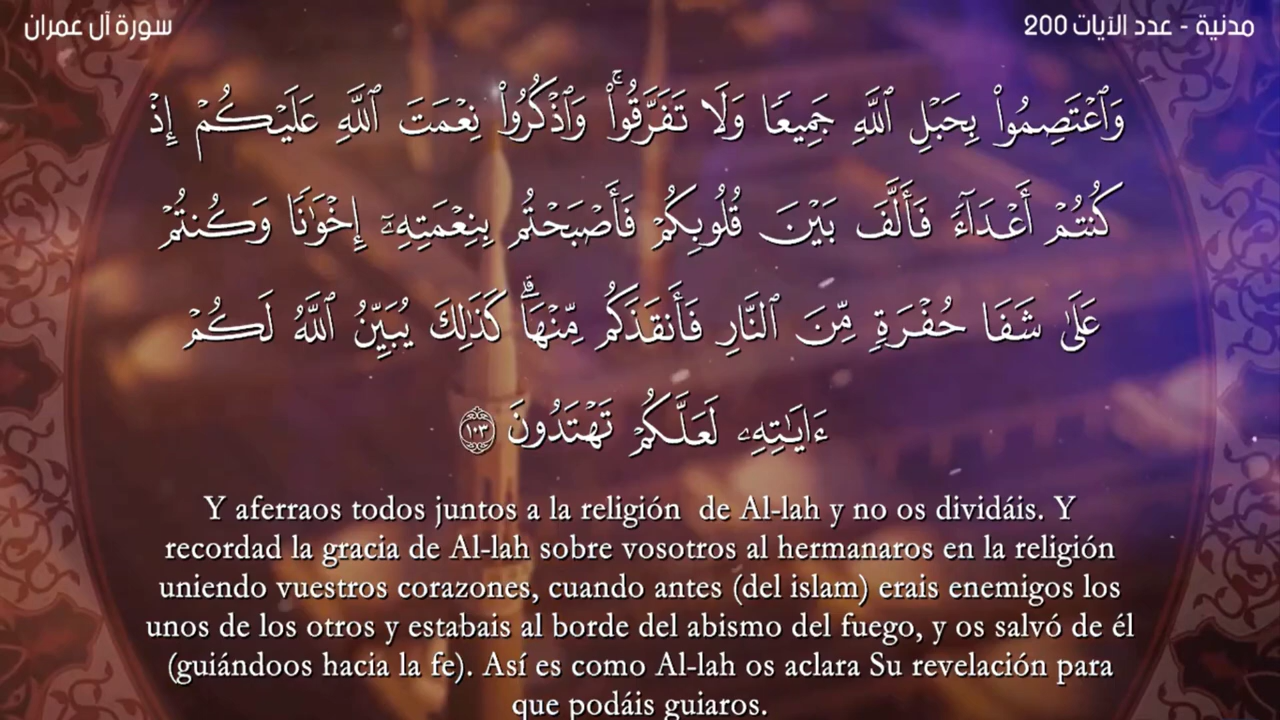 مدنية - عدد الآيات 200
سورة آل عمران
وَٱعْتَصِمُوا۟ بِحَبْلِ ٱللَّهِ جَمِيعًا وَلَا تَفَرَّقُوا۟ۚ وَٱذْكُرُوا۟ نِعْمَتَ ٱللَّهِ عَلَيْكُمْ إِذْ
كُنتُمْ أَعْدَآءً فَأَلَّفَ بَيْنَ قُلُوبِكُمْ فَأَصْبَحْتُم بِنِعْمَتِهِۦٓ إِخْوَٰنًا وَكُنتُمْ
عَلَىٰ شَفَا حُفْرَةٍ مِّنَ ٱلنَّارِ فَأَنقَذَكُم مِّنْهَاۗ كَذَٰلِكَ يُبَيِّنُ ٱللَّهُ لَكُمْ
ءَايَٰتِهِۦ لَعَلَّكُمْ تَهْتَدُونَ ١٠٣
Y aferraos todos juntos a la religión de Al-lah y no os dividáis. Y
recordad la gracia de Al-lah sobre vosotros al hermanaros en la religión
uniendo vuestros corazones, cuando antes (del islam) erais enemigos los
unos de los otros y estabais al borde del abismo del fuego, y os salvó de él
(guiándoos hacia la fe). Así es como Al-lah os aclara Su revelación para
que podáis guiaros.